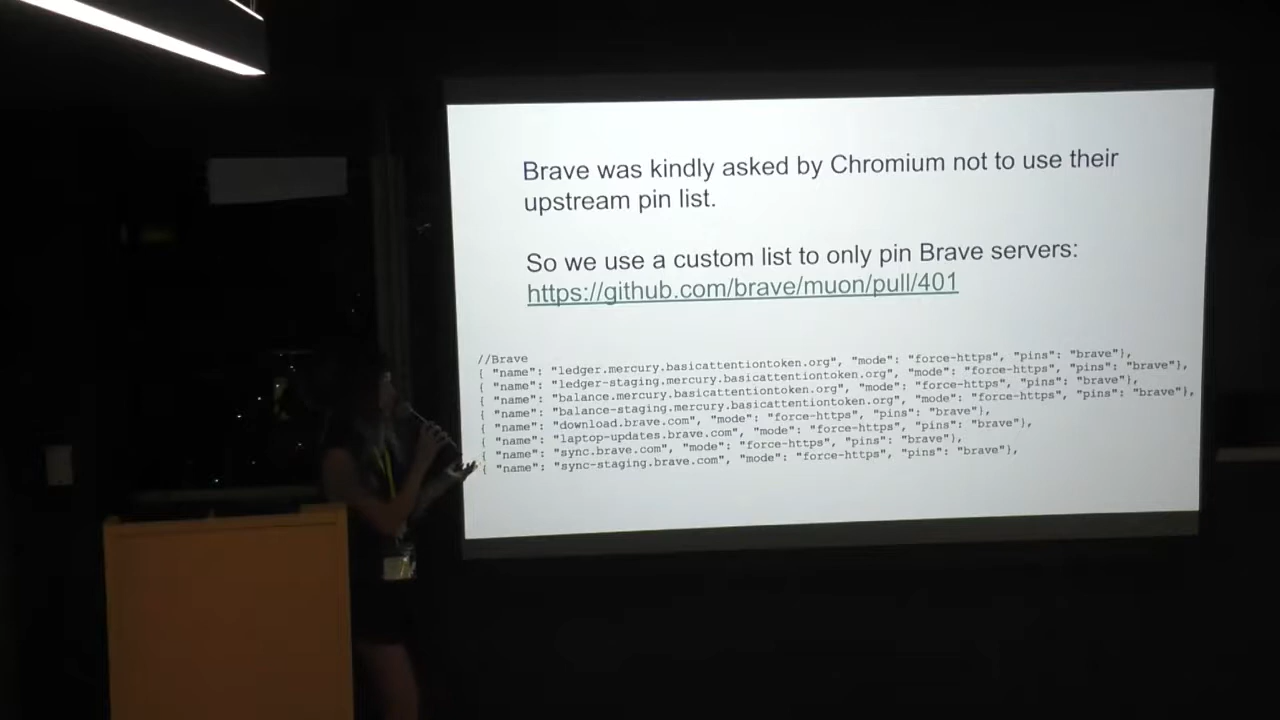 Brave was kindly asked by Chromium not to use their
upstream pin list.
So we use a custom list to only pin Brave servers:
https://github.com/brave/muon/pull/401
//Brave
{ "name": "ledger.mercury.basicattentiontoken.org", "mode": "force-https", "pins": "brave"},
{ "name": "ledger-staging.mercury.basicattentiontoken.org", "mode": "force-https", "pins": "brave"},
{ "name": "balance.mercury.basicattentiontoken.org", "mode": "force-https", "pins": "brave"},
{ "name": "balance-staging.mercury.basicattentiontoken.org", "mode": "force-https", "pins": "brave"},
{ "name": "download.brave.com", "mode": "force-https", "pins": "brave"},
{ "name": "laptop-updates.brave.com", "mode": "force-https", "pins": "brave"},
{ "name": "sync.brave.com", "mode": "force-https", "pins": "brave"},
{ "name": "sync-staging.brave.com", "mode": "force-https", "pins": "brave"},